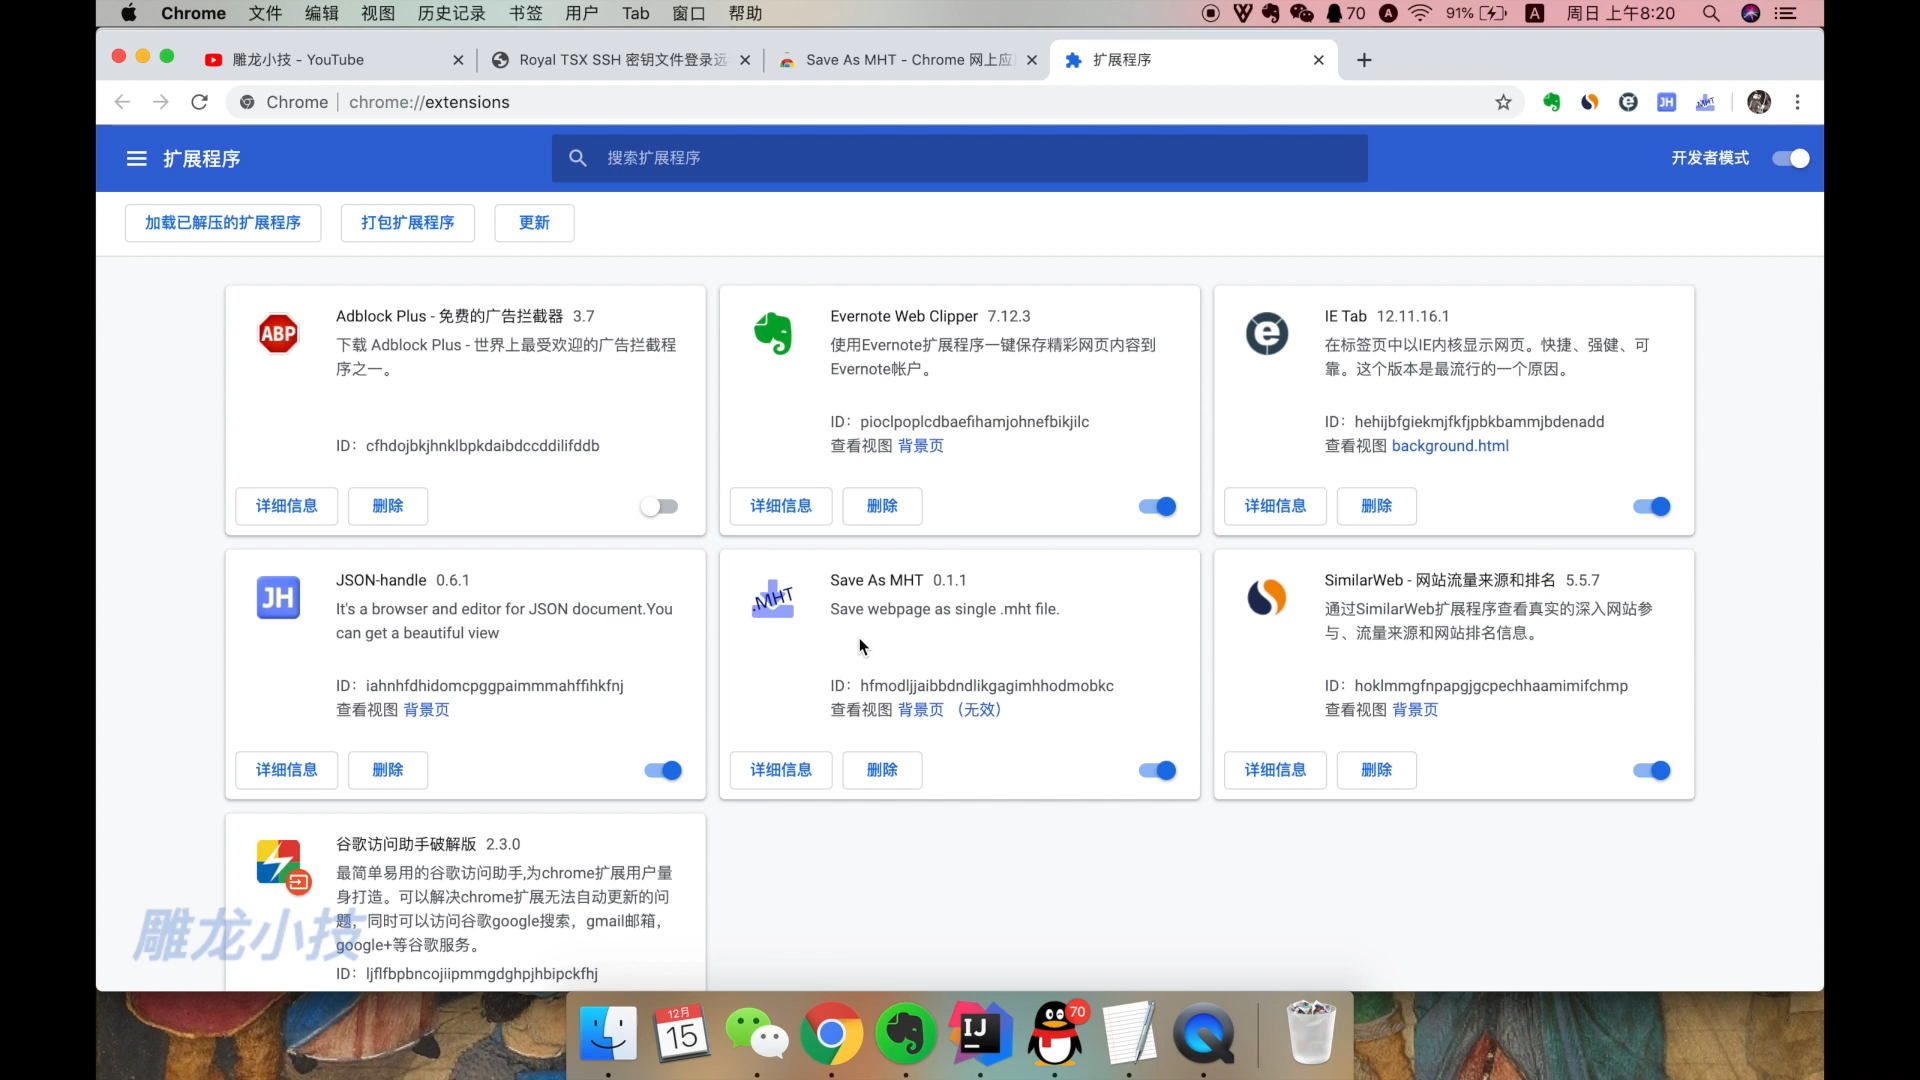 Chrome 文件 编辑 视图 历史记录 书签 用户 Tab 窗口 帮助 70 91% 周日 上午8:20
雕龙小技 - YouTube
Royal TSX SSH 密钥文件登录远
Save As MHT - Chrome 网上应
扩展程序
Chrome | chrome://extensions
扩展程序
搜索扩展程序
开发者模式
加载已解压的扩展程序
打包扩展程序
更新
ABP
Adblock Plus - 免费的广告拦截器 3.7
下载 Adblock Plus - 世界上最受欢迎的广告拦截程
序之一。
ID：cfhdojbkjhnklbpkdaibdccddilifddb
详细信息
删除
Evernote Web Clipper 7.12.3
使用Evernote扩展程序一键保存精彩网页内容到
Evernote帐户。
ID：pioclpoplcdbaefihamjohnefbikjilc
查看视图 背景页
详细信息
删除
IE Tab 12.11.16.1
在标签页中以IE内核显示网页。快捷、强健、可
靠。这个版本是最流行的一个原因。
ID：hehijbfgiekmjfkfjpbkbammjbdenadd
查看视图 background.html
详细信息
删除
JH
JSON-handle 0.6.1
It's a browser and editor for JSON document.You
can get a beautiful view
ID：iahnhfdhidomcpggpaimmmahffihkfnj
查看视图 背景页
详细信息
删除
.MHT
Save As MHT 0.1.1
Save webpage as single .mht file.
ID：hfmodljjaibbdndlikgagimhhodmobkc
查看视图 背景页 （无效）
详细信息
删除
SimilarWeb - 网站流量来源和排名 5.5.7
通过SimilarWeb扩展程序查看真实的深入网站参
与、流量来源和网站排名信息。
ID：hoklmmgfnpapgjgcpechhaamimifchmp
查看视图 背景页
详细信息
删除
谷歌访问助手破解版 2.3.0
最简单易用的谷歌访问助手,为chrome扩展用户量
身打造。可以解决chrome扩展无法自动更新的问
题，同时可以访问谷歌google搜索，gmail邮箱，
google+等谷歌服务。
ID：ljflfbpbncojiipmmgdghpjhbipckfhj
雕龙小技
12月
15
IJ
70